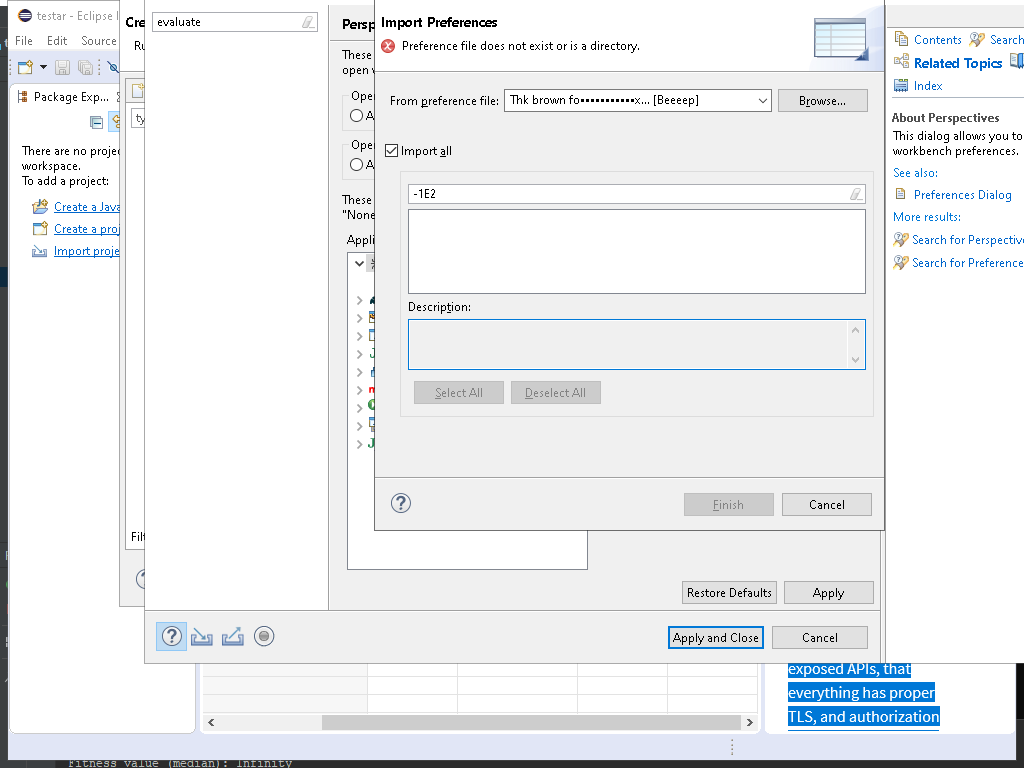 testar - Eclipse I
File Edit Source
Package Exp...
There are no proje
workspace.
To add a project:
Create a Java
Create a proj
Import proje
Cre
Ru
ty
Filt
evaluate
Persp
These
open v
Ope
A
Ope
A
These
"None
Appli
Restore Defaults
Apply
Apply and Close
Cancel
Import Preferences
Preference file does not exist or is a directory.
From preference file:
Thk brown fo••••••••••••x... [Beeeep]
Browse...
Import all
-1E2
Description:
Select All
Deselect All
Finish
Cancel
Contents
Search
Related Topics
Index
About Perspectives
This dialog allows you to
workbench preferences.
See also:
Preferences Dialog
More results:
Search for Perspectiv
Search for Preference
exposed APIs, that
everything has proper
TLS, and authorization
Fitness value (median): Infinity